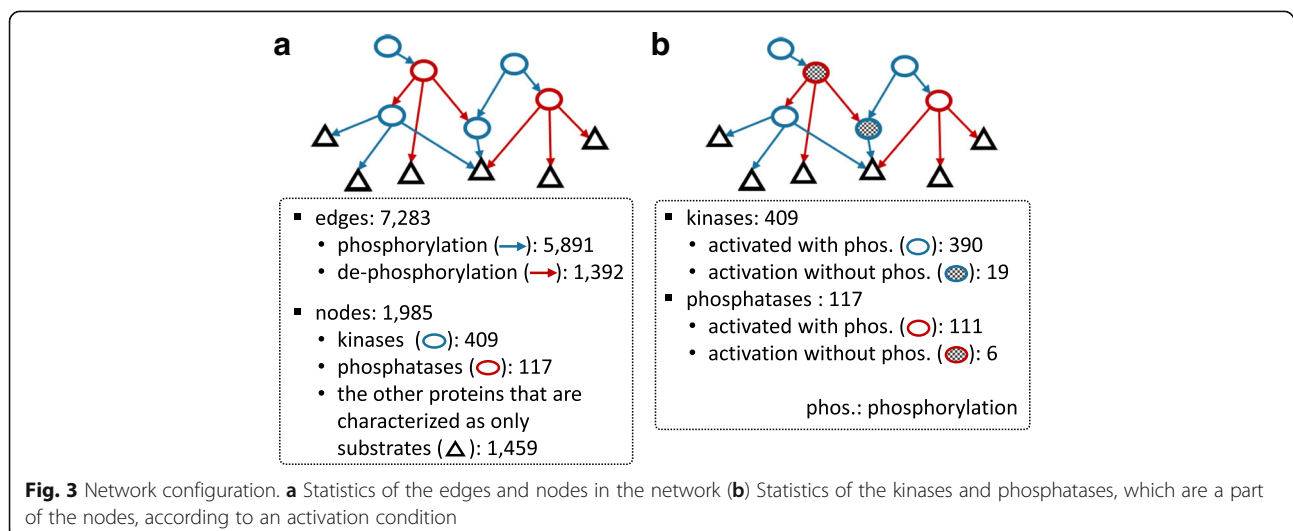 a
▪ edges: 7,283
• phosphorylation (→): 5,891
• de-phosphorylation (→): 1,392
▪ nodes: 1,985
• kinases (⬭): 409
• phosphatases (⬭): 117
• the other proteins that are
characterized as only
substrates (△): 1,459
b
▪ kinases: 409
• activated with phos. (⬭): 390
• activation without phos. (⬭): 19
▪ phosphatases : 117
• activated with phos. (⬭): 111
• activation without phos. (⬭): 6
phos.: phosphorylation
Fig. 3 Network configuration. a Statistics of the edges and nodes in the network (b) Statistics of the kinases and phosphatases, which are a part
of the nodes, according to an activation condition